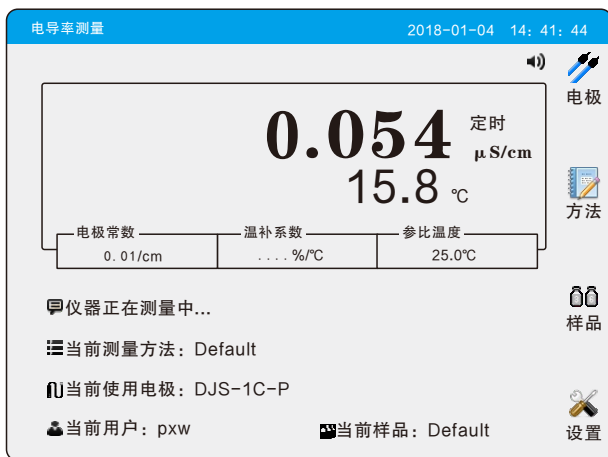 电导率测量 2018-01-04 14: 41: 44
电极
0.054 定时
μS/cm
15.8 ℃
方法
电极常数 温补系数 参比温度
0.01/cm ....%/℃ 25.0℃
仪器正在测量中...
样品
当前测量方法：Default
当前使用电极：DJS-1C-P
当前用户：pxw 当前样品：Default
设置